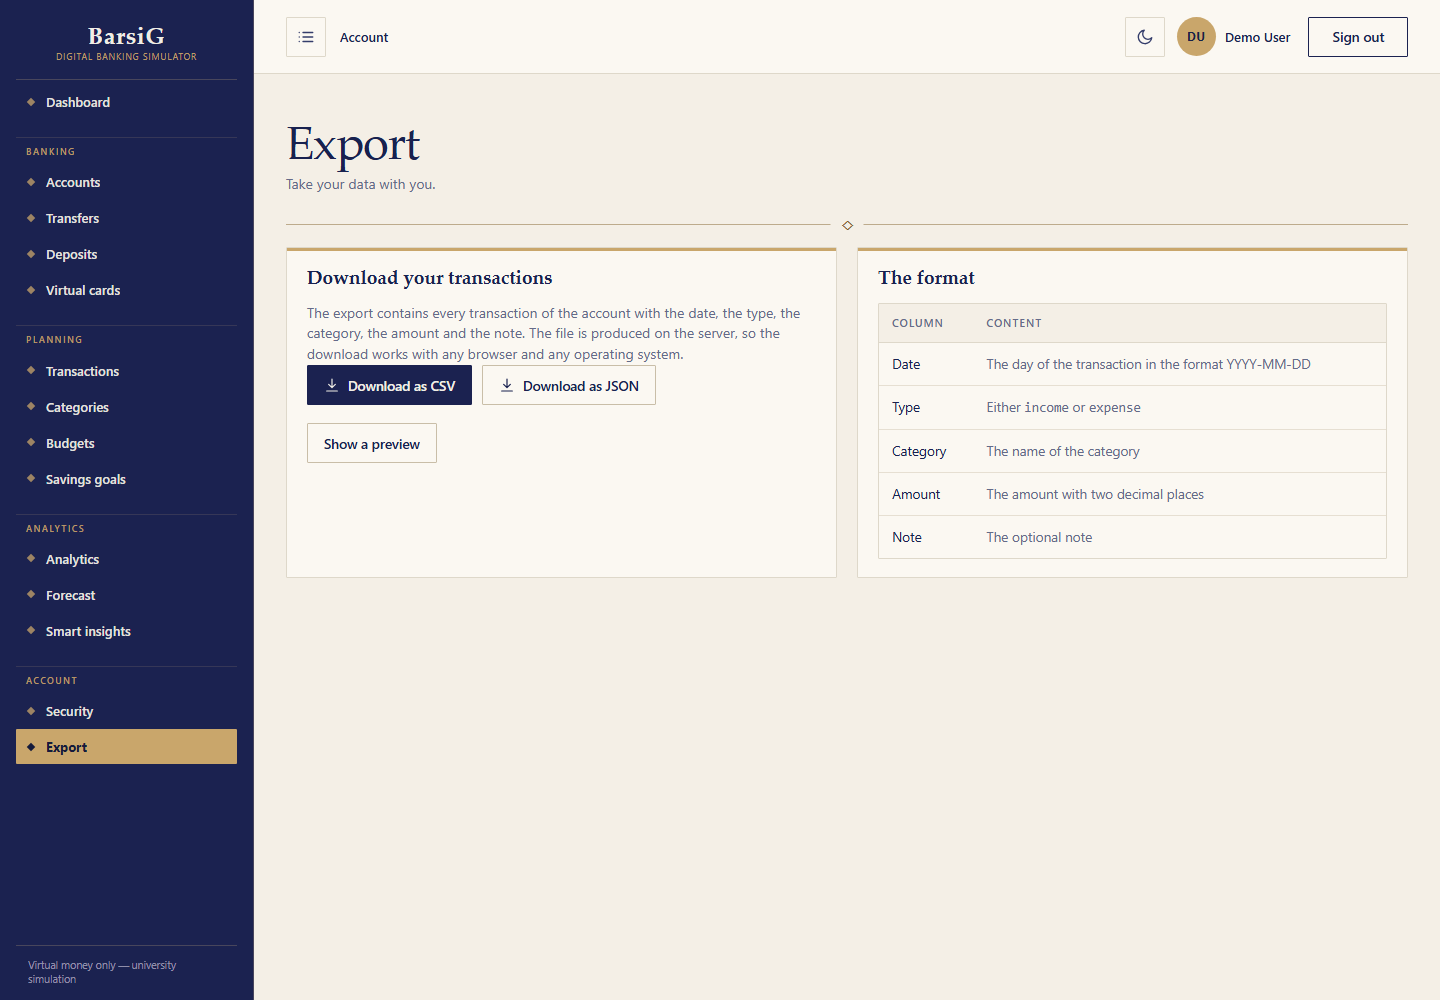 BarsiG
DIGITAL BANKING SIMULATOR
Dashboard
BANKING
Accounts
Transfers
Deposits
Virtual cards
PLANNING
Transactions
Categories
Budgets
Savings goals
ANALYTICS
Analytics
Forecast
Smart insights
ACCOUNT
Security
Export
Virtual money only — university
simulation
Account
DU
Demo User
Sign out
Export
Take your data with you.
Download your transactions
The export contains every transaction of the account with the date, the type, the
category, the amount and the note. The file is produced on the server, so the
download works with any browser and any operating system.
Download as CSV
Download as JSON
Show a preview
The format
COLUMN CONTENT
Date The day of the transaction in the format YYYY-MM-DD
Type Either income or expense
Category The name of the category
Amount The amount with two decimal places
Note The optional note